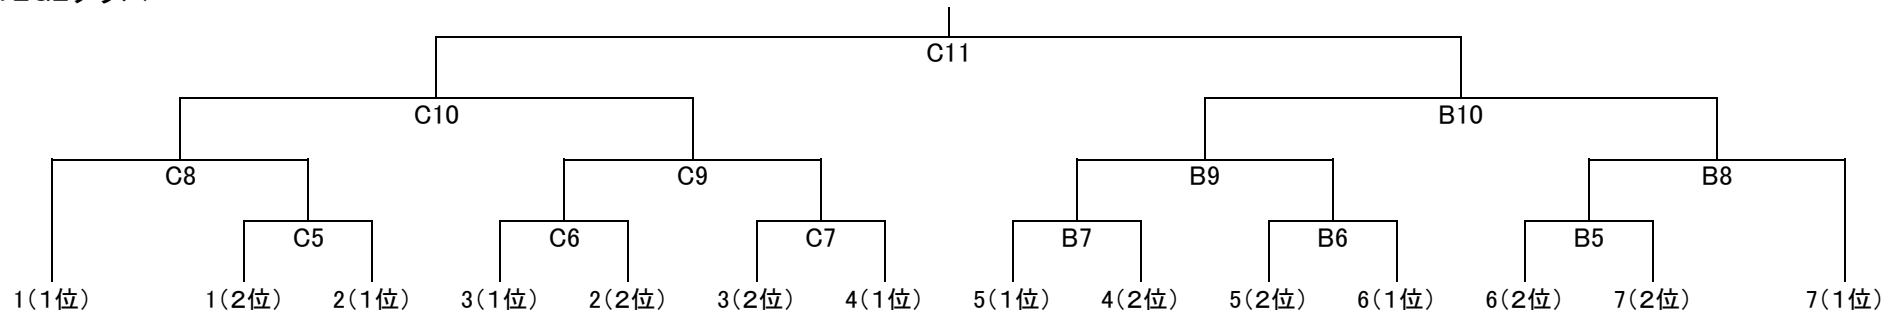 C11
C10 B10
C8 C9 B9 B8
C5 C6 C7 B7 B6 B5
1(1位) 1(2位) 2(1位) 3(1位) 2(2位) 3(2位) 4(1位) 5(1位) 4(2位) 5(2位) 6(1位) 6(2位) 7(2位) 7(1位)